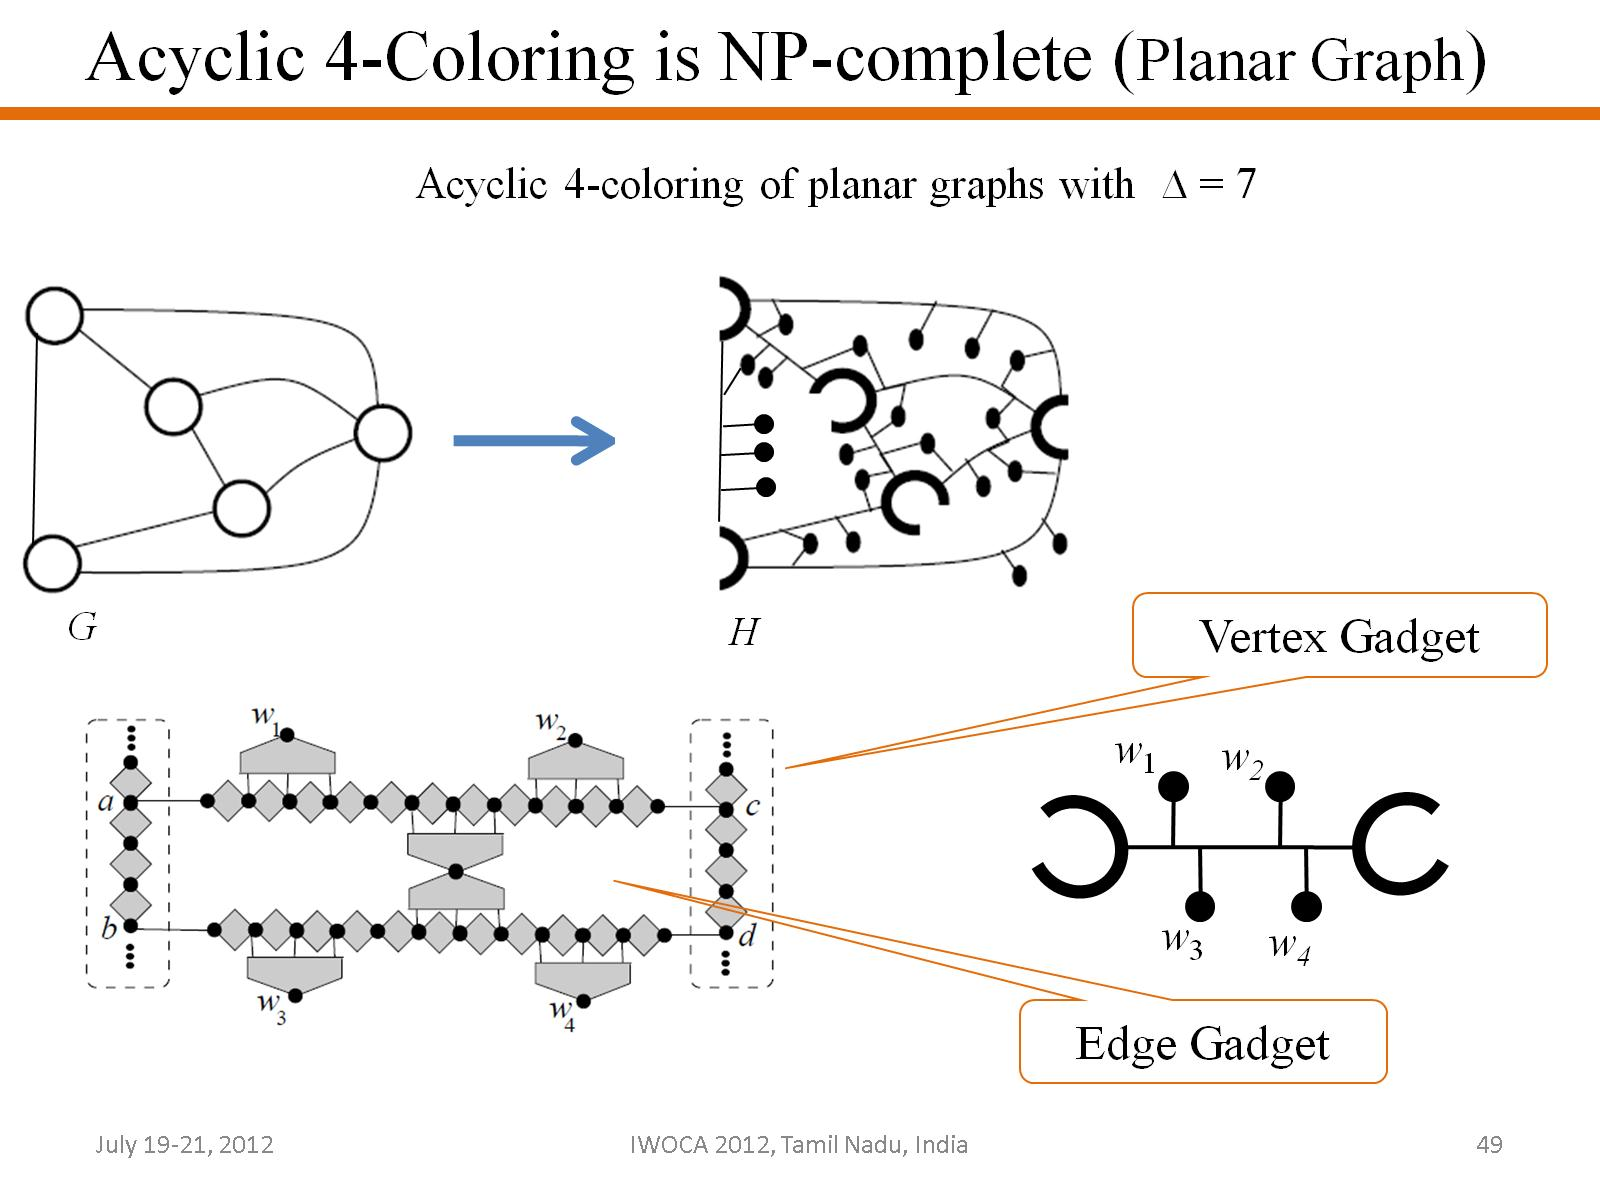 Acyclic 4-Coloring is NP-complete (Planar Graph)
Acyclic 4-coloring of planar graphs with Δ = 7
G
H
Vertex Gadget
w1
w2
a
c
b
d
w3
w4
w1
w2
w3
w4
Edge Gadget
July 19-21, 2012
IWOCA 2012, Tamil Nadu, India
49